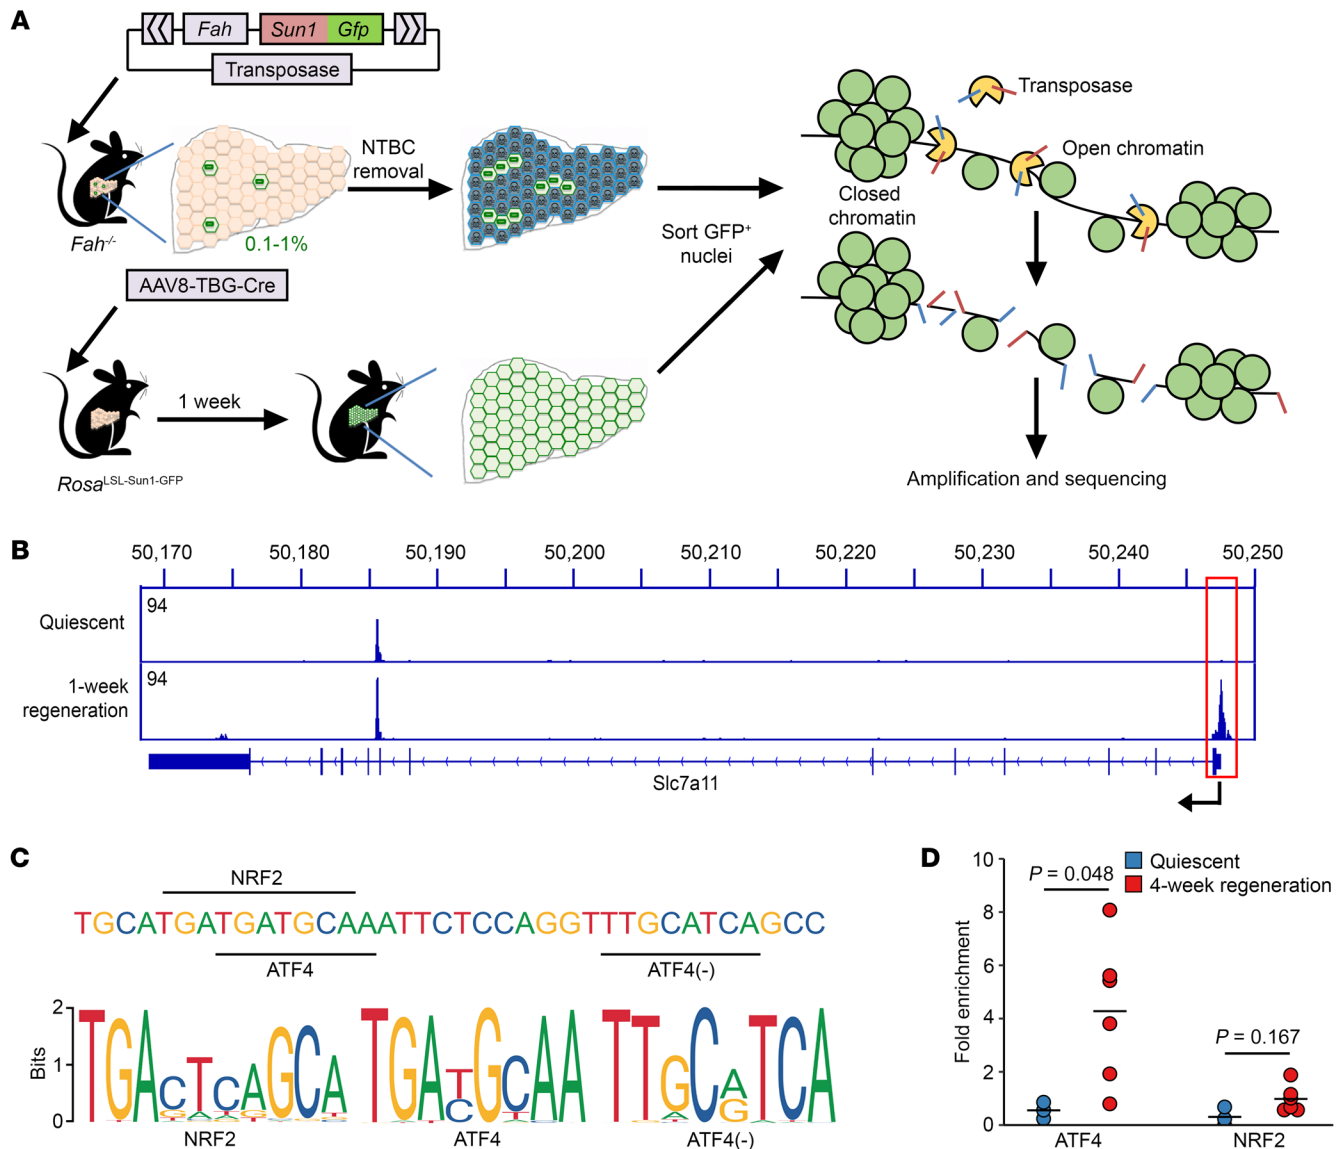 A
Fah Sun1 Gfp
Transposase
NTBC
removal
Fah-/-
0.1-1%
AAV8-TBG-Cre
1 week
RosaLSL-Sun1-GFP
Sort GFP+
nuclei
Transposase
Open chromatin
Closed
chromatin
Amplification and sequencing
B
50,170 50,180 50,190 50,200 50,210 50,220 50,230 50,240 50,250
Quiescent
94
1-week
regeneration
94
Slc7a11
C
NRF2
TGCATGATGATGCAAATTCTCCAGGTTTGCATCAGCC
ATF4 ATF4(-)
Bits
2
1
0
TGACTCAGCA TGATGCAA TTGCATCA
NRF2 ATF4 ATF4(-)
D
Quiescent
4-week regeneration
P = 0.048
P = 0.167
Fold enrichment
10
8
6
4
2
0
ATF4 NRF2